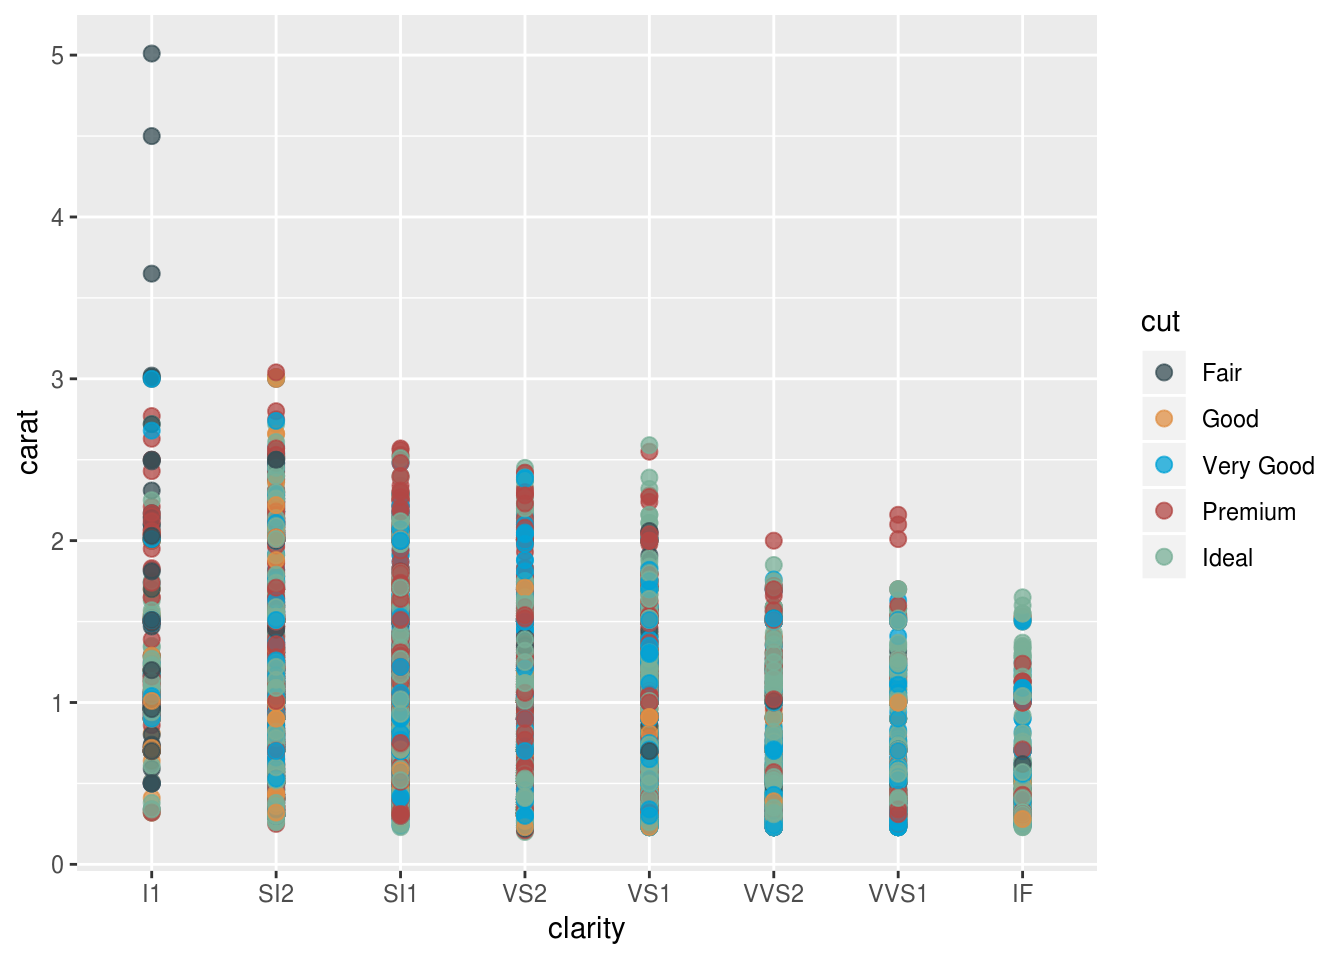 5
4
3
2
1
0
carat
I1 SI2 SI1 VS2 VS1 VVS2 VVS1 IF
clarity
cut
Fair
Good
Very Good
Premium
Ideal